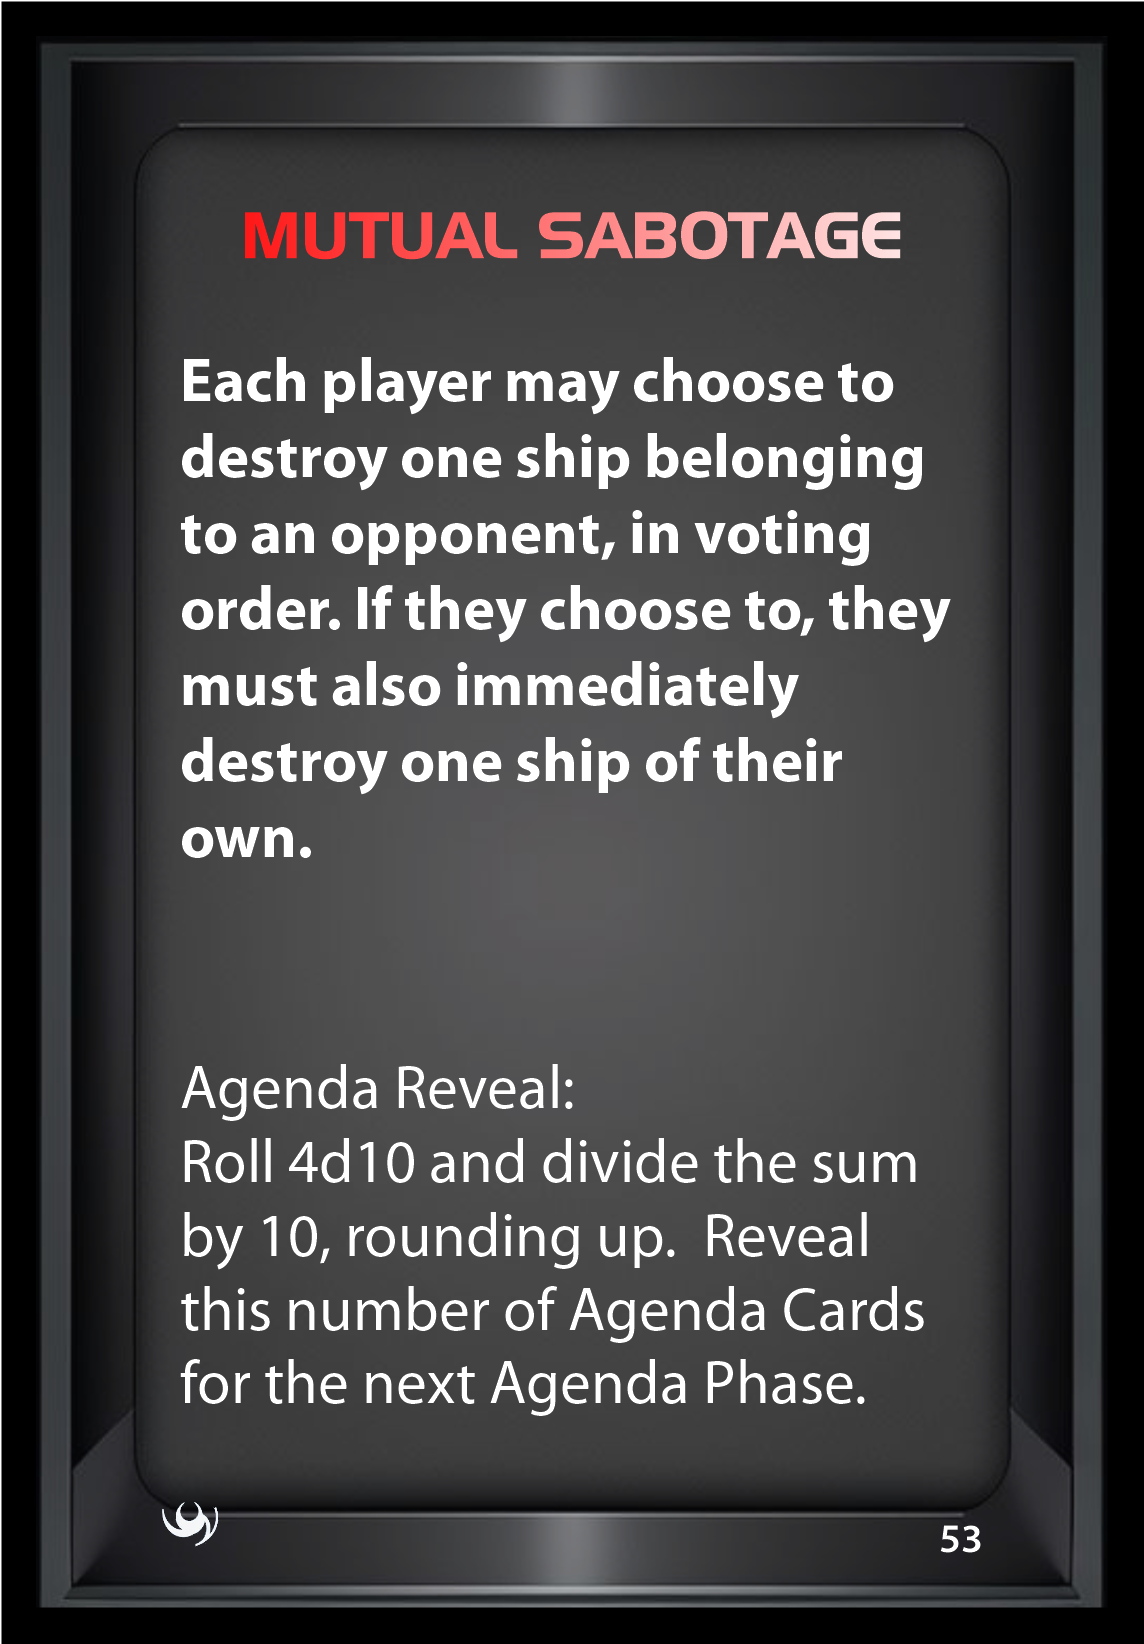 MUTUAL SABOTAGE
Each player may choose to
destroy one ship belonging
to an opponent, in voting
order. If they choose to, they
must also immediately
destroy one ship of their
own.
Agenda Reveal:
Roll 4d10 and divide the sum
by 10, rounding up.  Reveal
this number of Agenda Cards
for the next Agenda Phase.
53